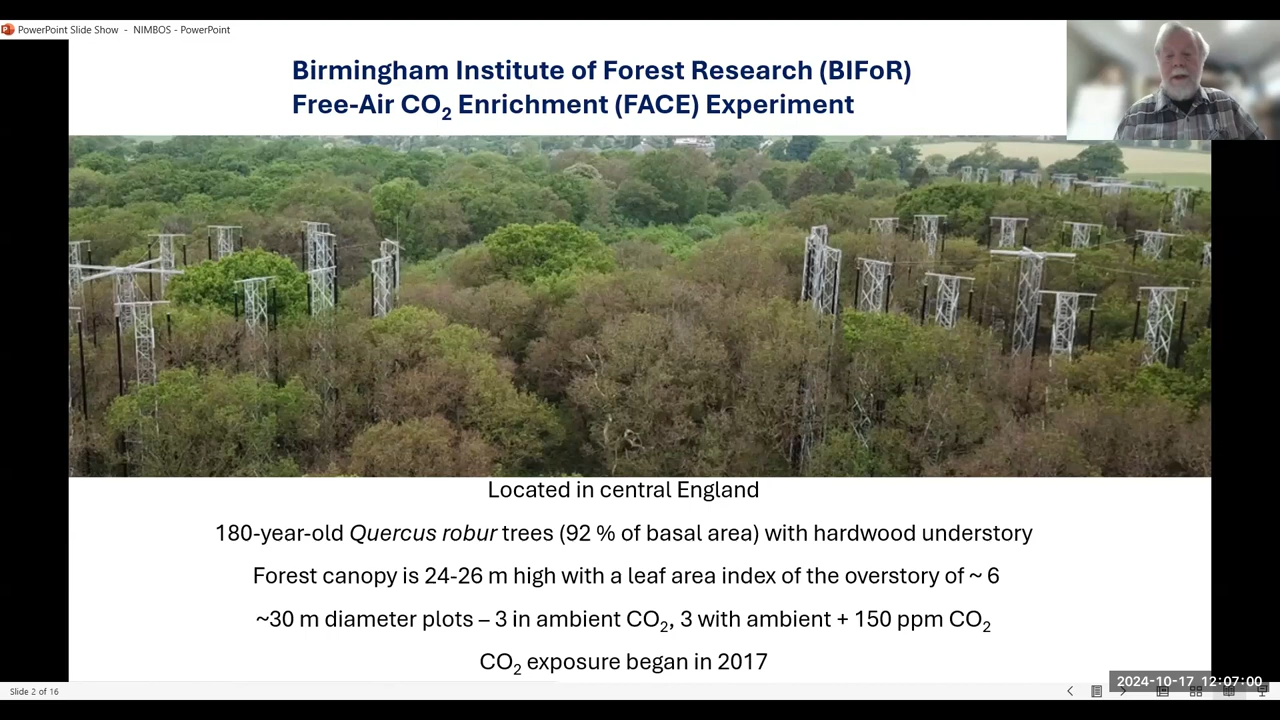 PowerPoint Slide Show - NIMBOS - PowerPoint
Birmingham Institute of Forest Research (BIFoR)
Free-Air CO₂ Enrichment (FACE) Experiment
Located in central England
180-year-old Quercus robur trees (92 % of basal area) with hardwood understory
Forest canopy is 24-26 m high with a leaf area index of the overstory of ~ 6
~30 m diameter plots – 3 in ambient CO₂, 3 with ambient + 150 ppm CO₂
CO₂ exposure began in 2017
Slide 2 of 16
2024-10-17 12:07:00